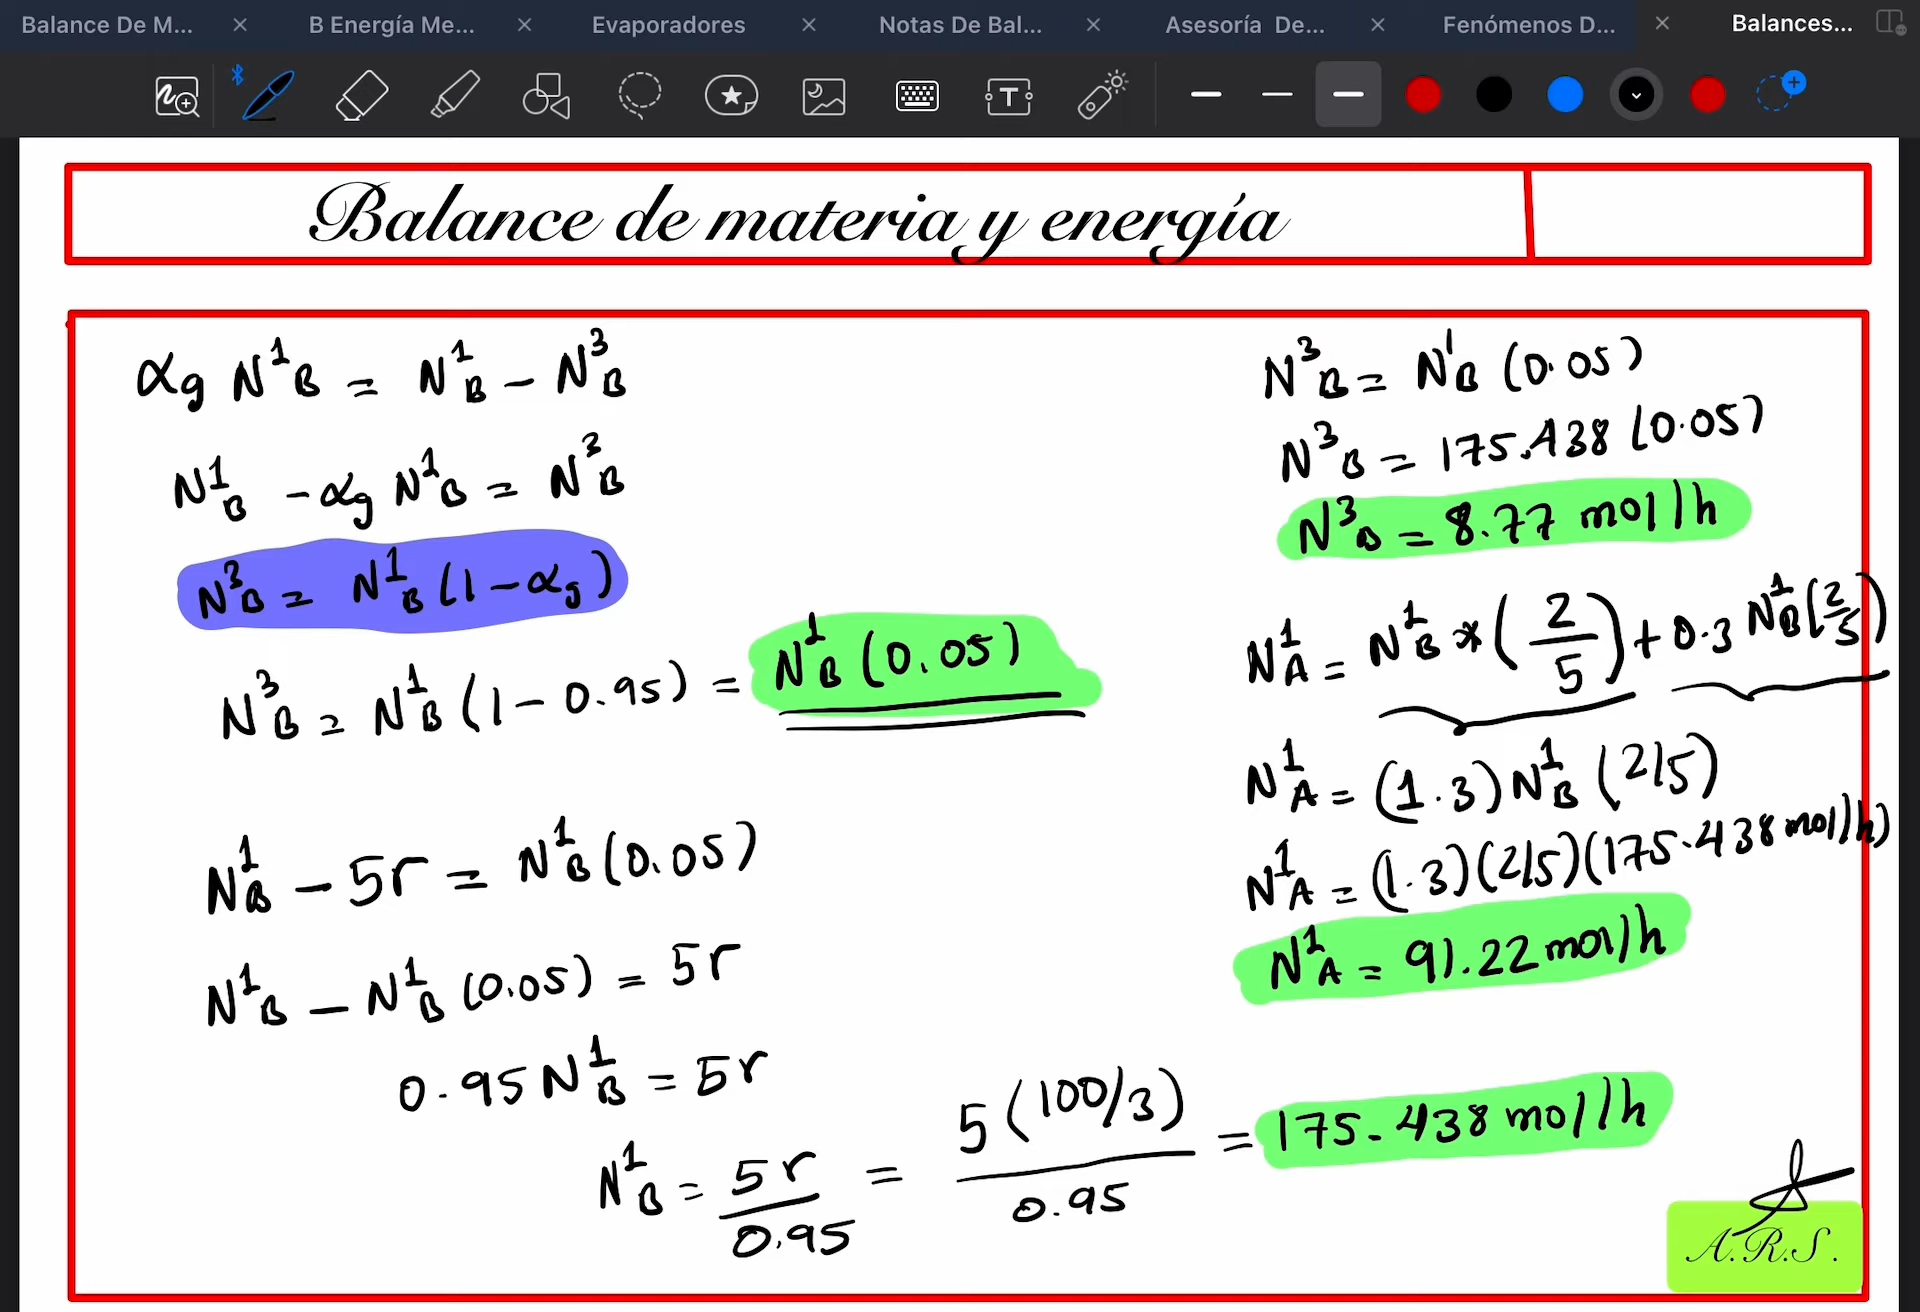 Balance De M...
B Energía Me...
Evaporadores
Notas De Bal...
Asesoría De...
Fenómenos D...
Balances...
T
Balance de materia y energía
αg N¹B = N¹B − N³B
N¹B − αg N¹B = N³B
N³B = N¹B (1 − αg)
N³B = N¹B (1 − 0.95) = N¹B (0.05)
N¹B − 5r = N¹B (0.05)
N¹B − N¹B (0.05) = 5r
0.95 N¹B = 5r
N¹B = 5r / 0.95 = 5 (100/3) / 0.95 = 175.438 mol/h
N³B = N¹B (0.05)
N³B = 175.438 (0.05)
N³B = 8.77 mol/h
N¹A = N¹B * (2/5) + 0.3 N¹B (2/5)
N¹A = (1.3) N¹B (2/5)
N¹A = (1.3)(2/5)(175.438 mol/h)
N¹A = 91.22 mol/h
A.R.S.